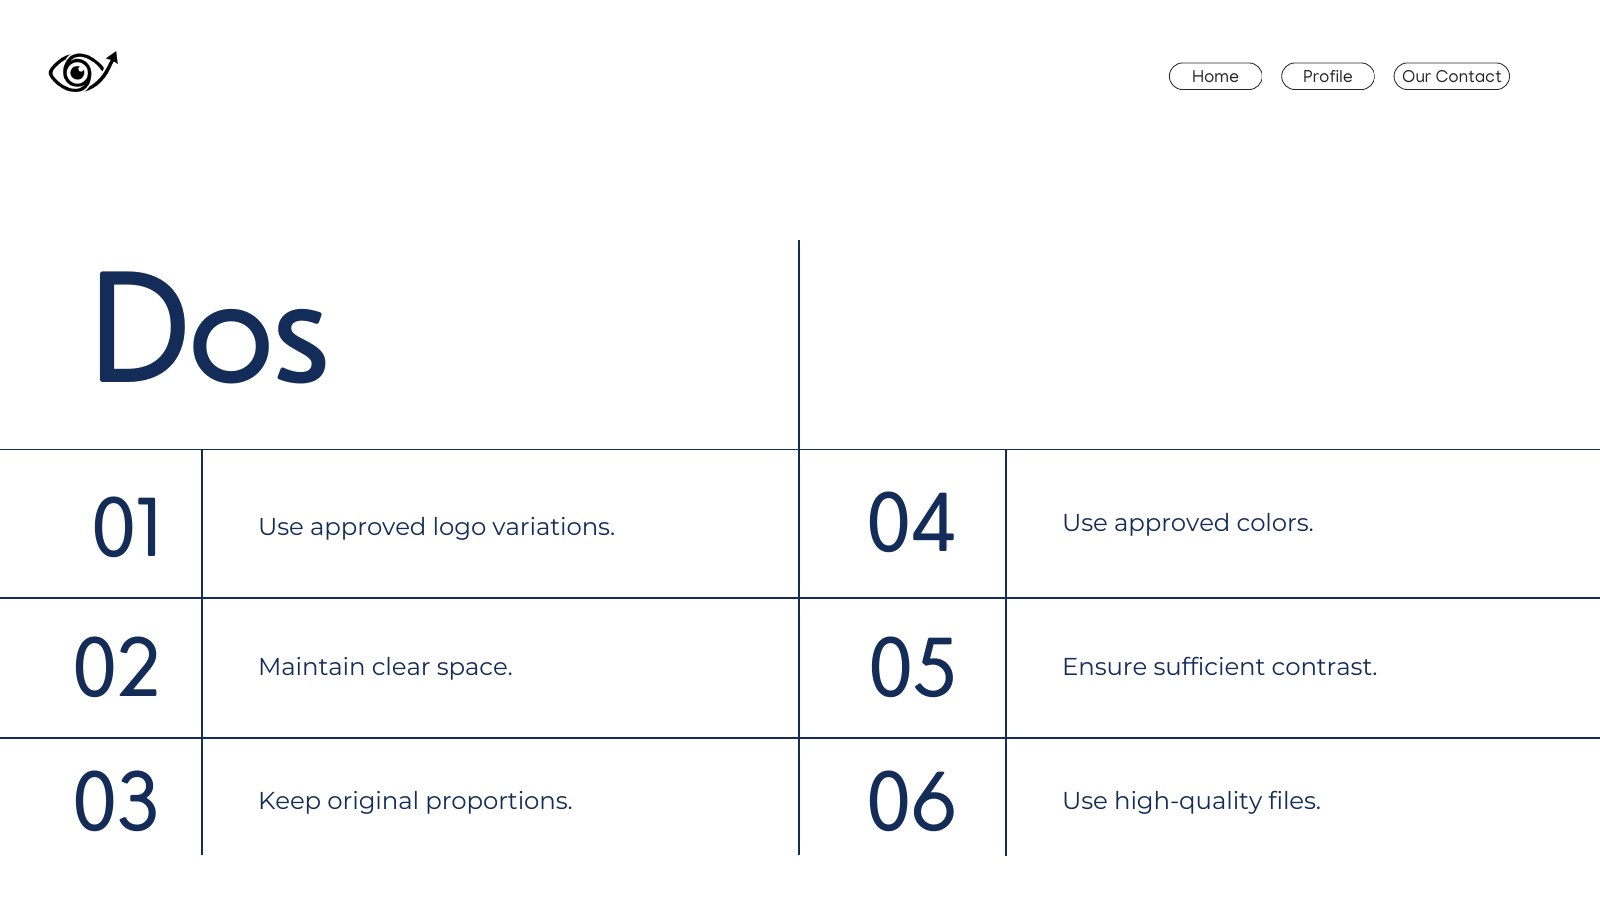 Home
Profile
Our Contact
Dos
01
Use approved logo variations.
02
Maintain clear space.
03
Keep original proportions.
04
Use approved colors.
05
Ensure sufficient contrast.
06
Use high-quality files.